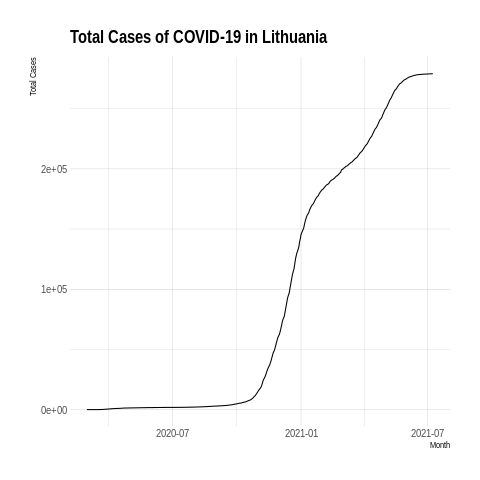 Total Cases of COVID-19 in Lithuania
Total Cases
2e+05
1e+05
0e+00
2020-07 2021-01 2021-07
Month